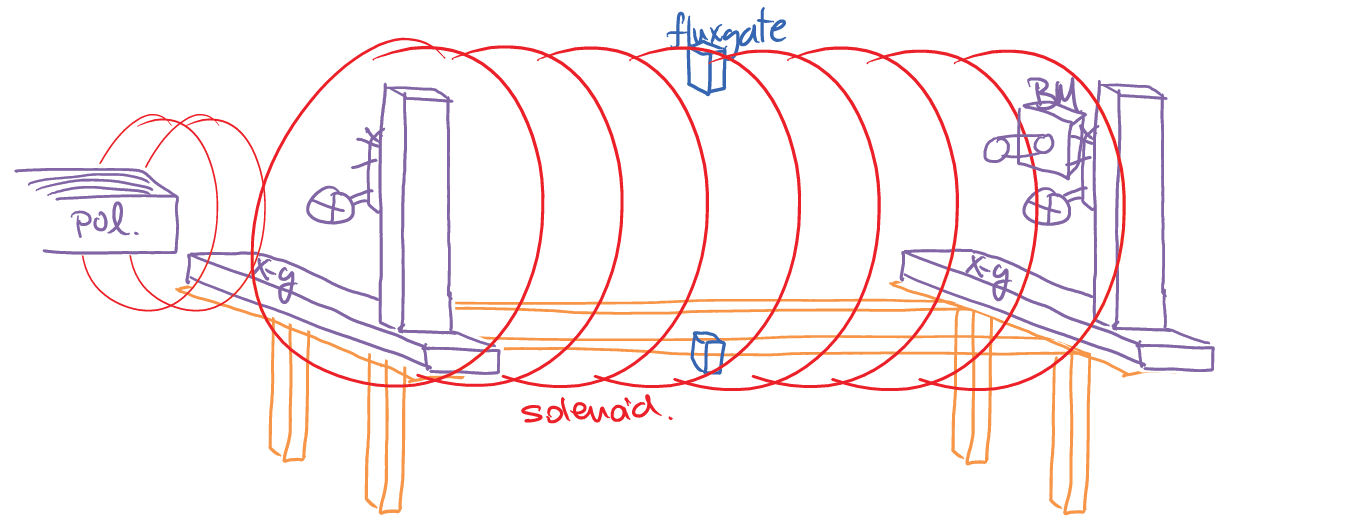 fluxgate
BM
pol.
x-y
x-y
solenoid.